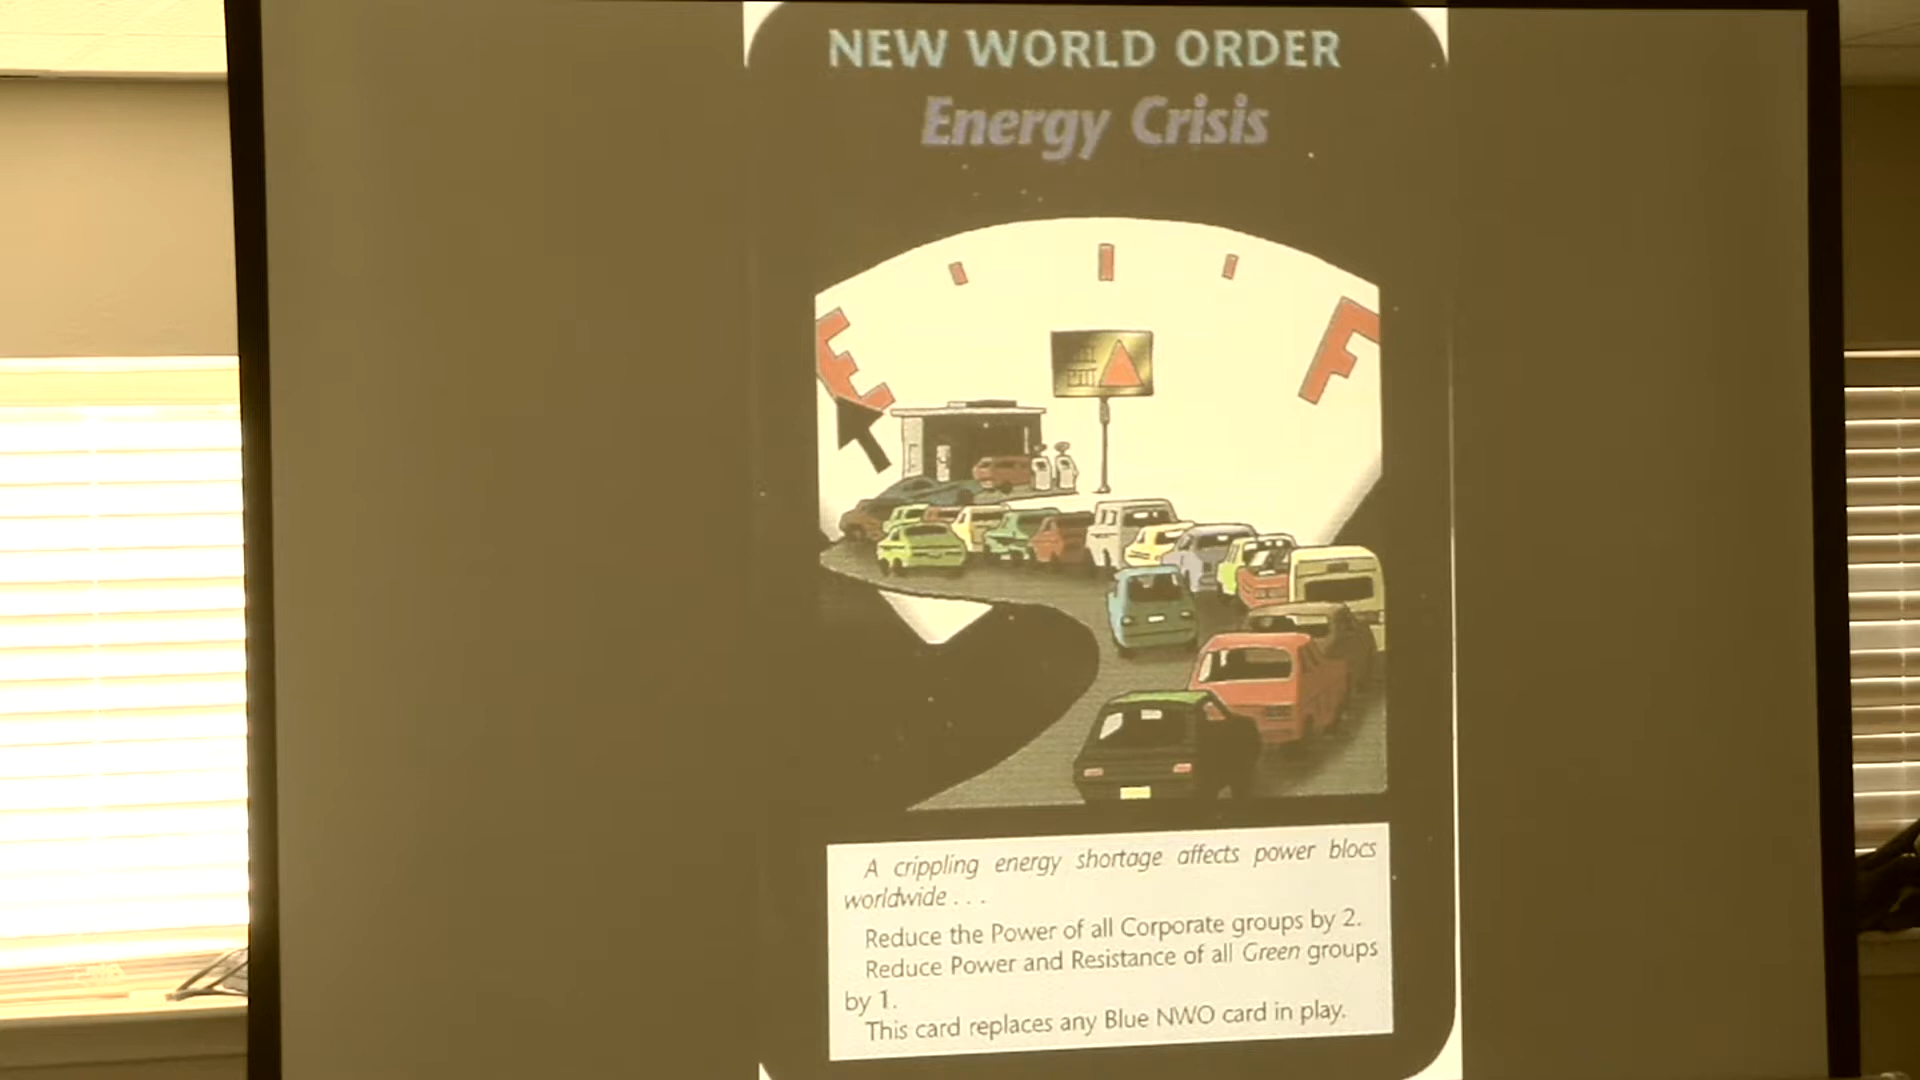 NEW WORLD ORDER
Energy Crisis
E
F
A crippling energy shortage affects power blocs
worldwide . . .
Reduce the Power of all Corporate groups by 2.
Reduce Power and Resistance of all Green groups
by 1.
This card replaces any Blue NWO card in play.